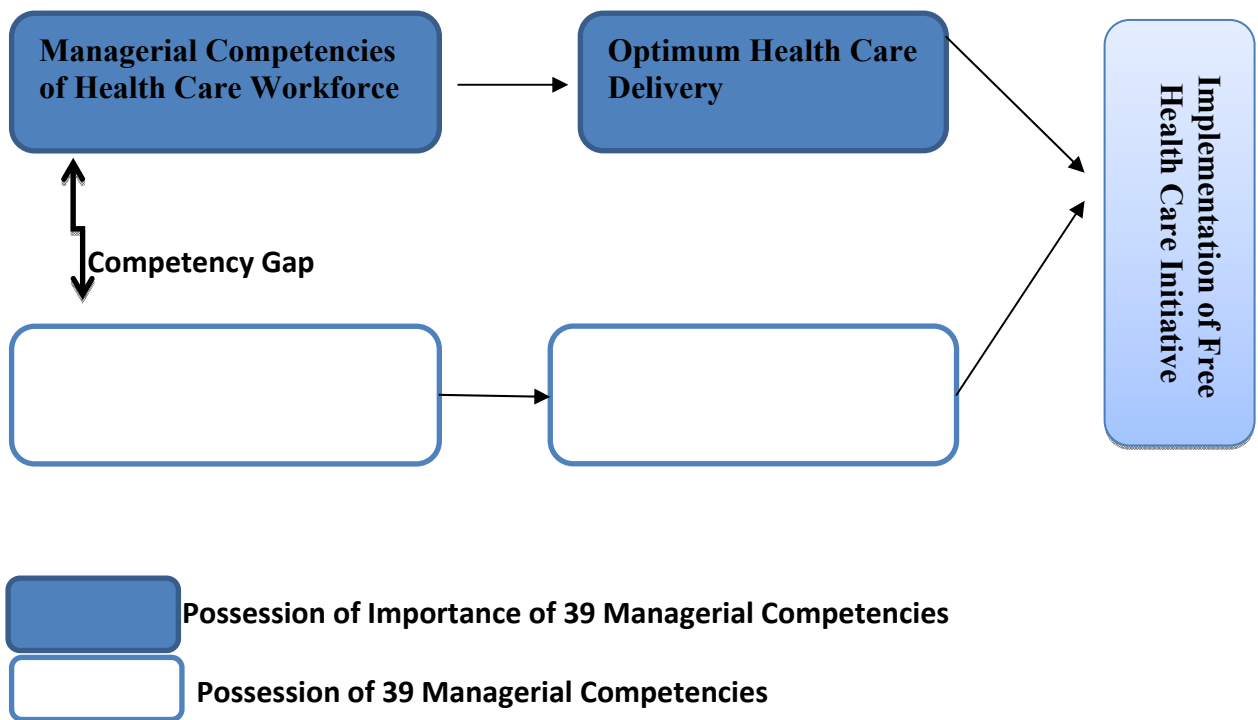 Managerial Competencies
of Health Care Workforce
Optimum Health Care
Delivery
Implementation of Free
Health Care Initiative
Competency Gap
Possession of Importance of 39 Managerial Competencies
Possession of 39 Managerial Competencies